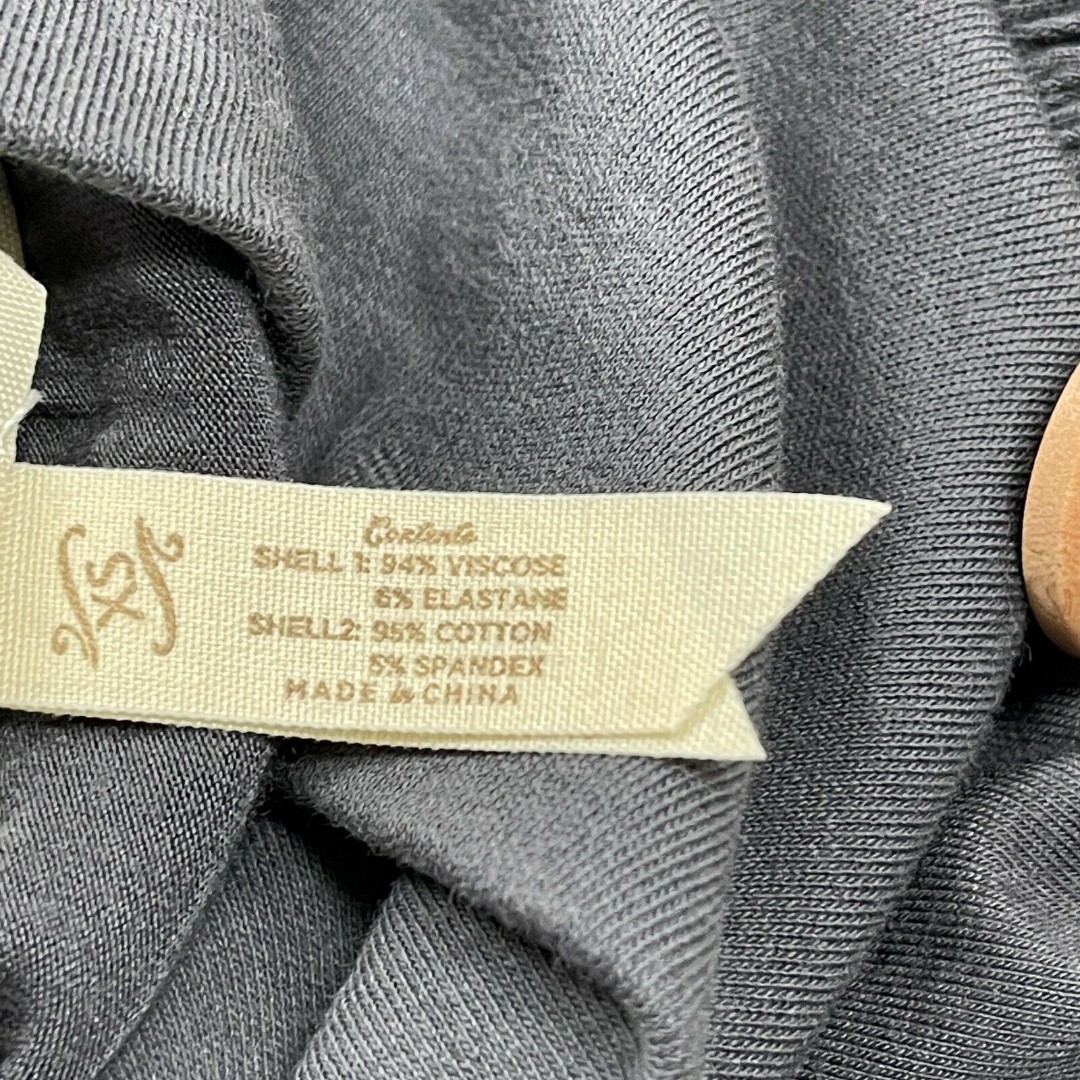 XS
Contents
SHELL 1: 94% VISCOSE
6% ELASTANE
SHELL2: 95% COTTON
5% SPANDEX
MADE in CHINA